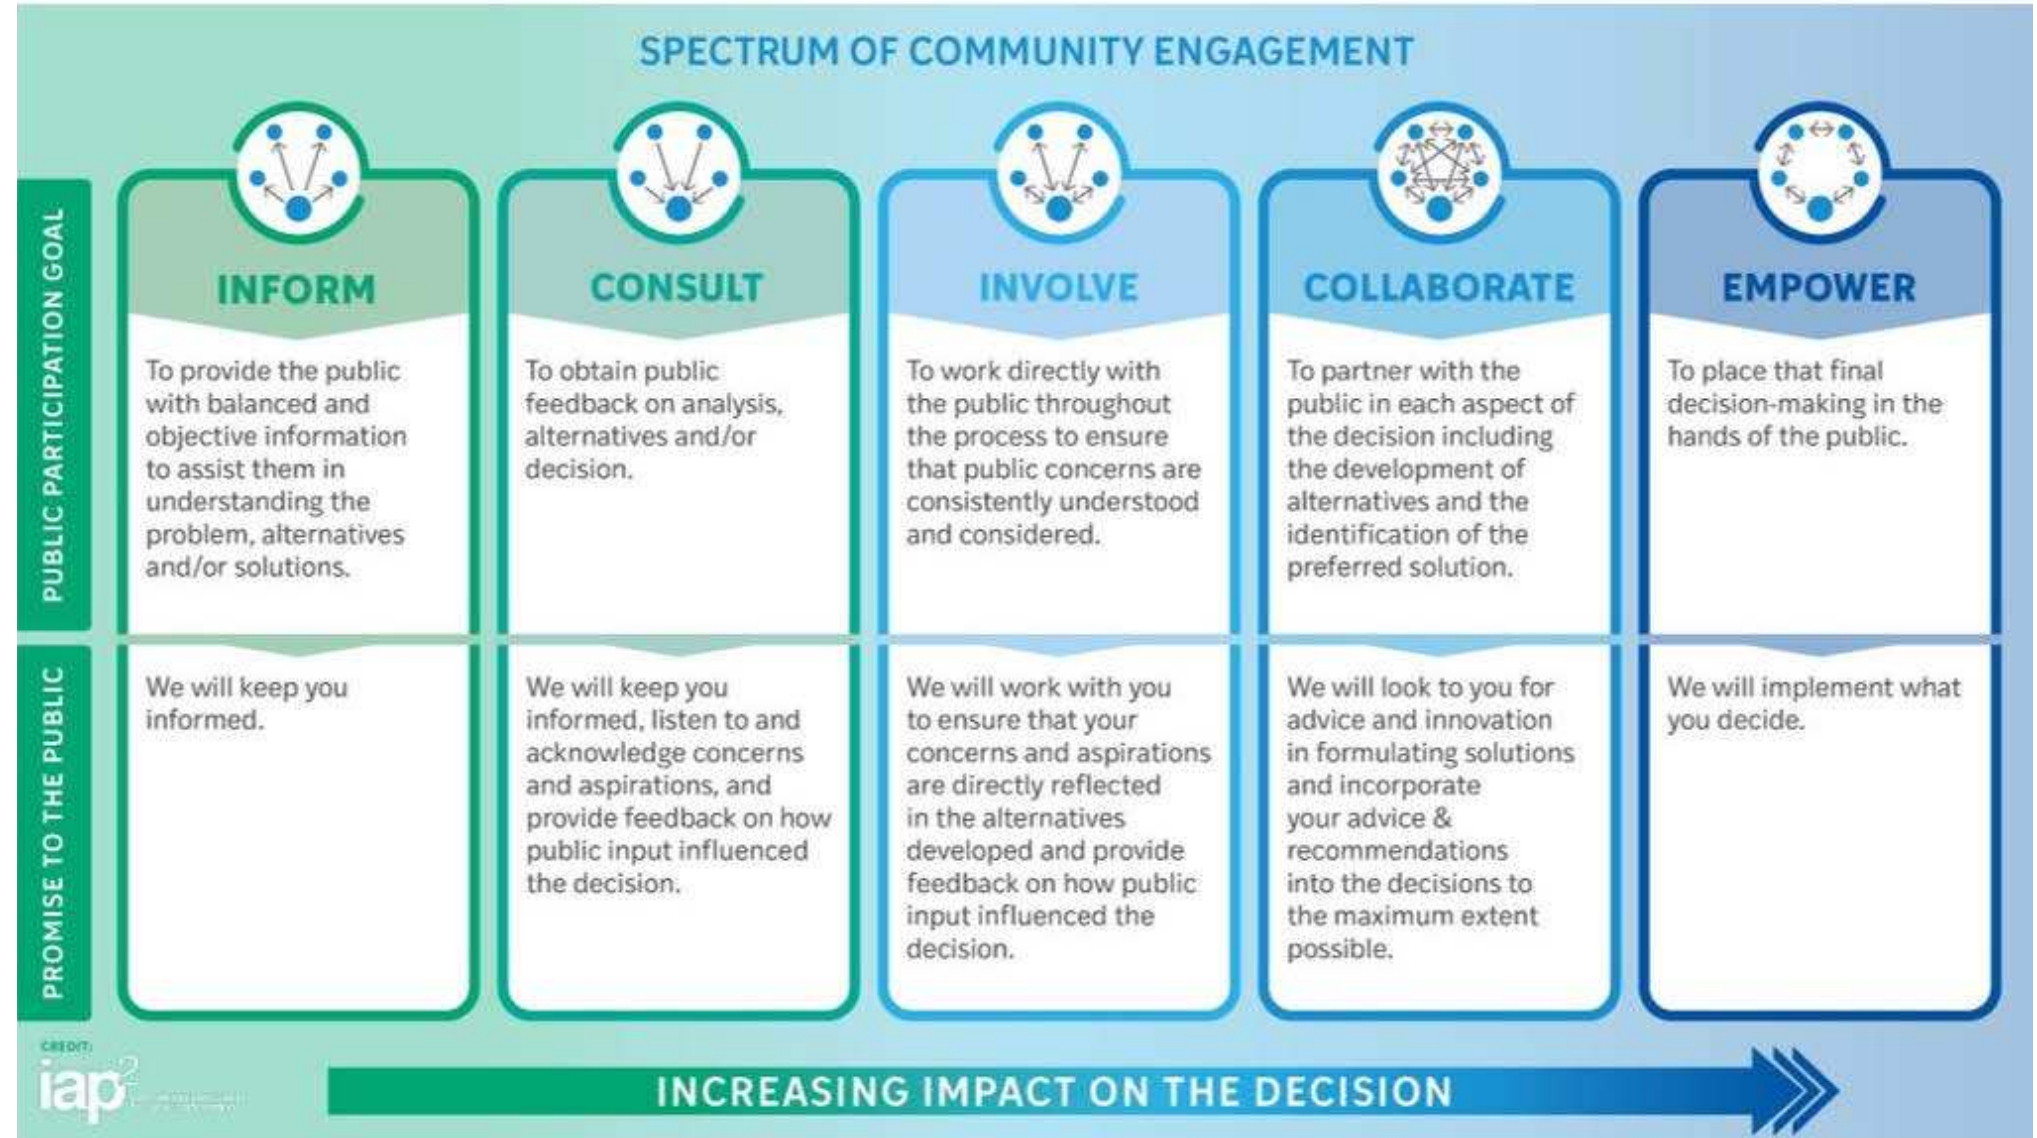 SPECTRUM OF COMMUNITY ENGAGEMENT
PUBLIC PARTICIPATION GOAL
INFORM
To provide the public
with balanced and
objective information
to assist them in
understanding the
problem, alternatives
and/or solutions.
CONSULT
To obtain public
feedback on analysis,
alternatives and/or
decision.
INVOLVE
To work directly with
the public throughout
the process to ensure
that public concerns are
consistently understood
and considered.
COLLABORATE
To partner with the
public in each aspect of
the decision including
the development of
alternatives and the
identification of the
preferred solution.
EMPOWER
To place that final
decision-making in the
hands of the public.
PROMISE TO THE PUBLIC
We will keep you
informed.
We will keep you
informed, listen to and
acknowledge concerns
and aspirations, and
provide feedback on how
public input influenced
the decision.
We will work with you
to ensure that your
concerns and aspirations
are directly reflected
in the alternatives
developed and provide
feedback on how public
input influenced the
decision.
We will look to you for
advice and innovation
in formulating solutions
and incorporate
your advice &
recommendations
into the decisions to
the maximum extent
possible.
We will implement what
you decide.
CREDIT:
iap2
INCREASING IMPACT ON THE DECISION